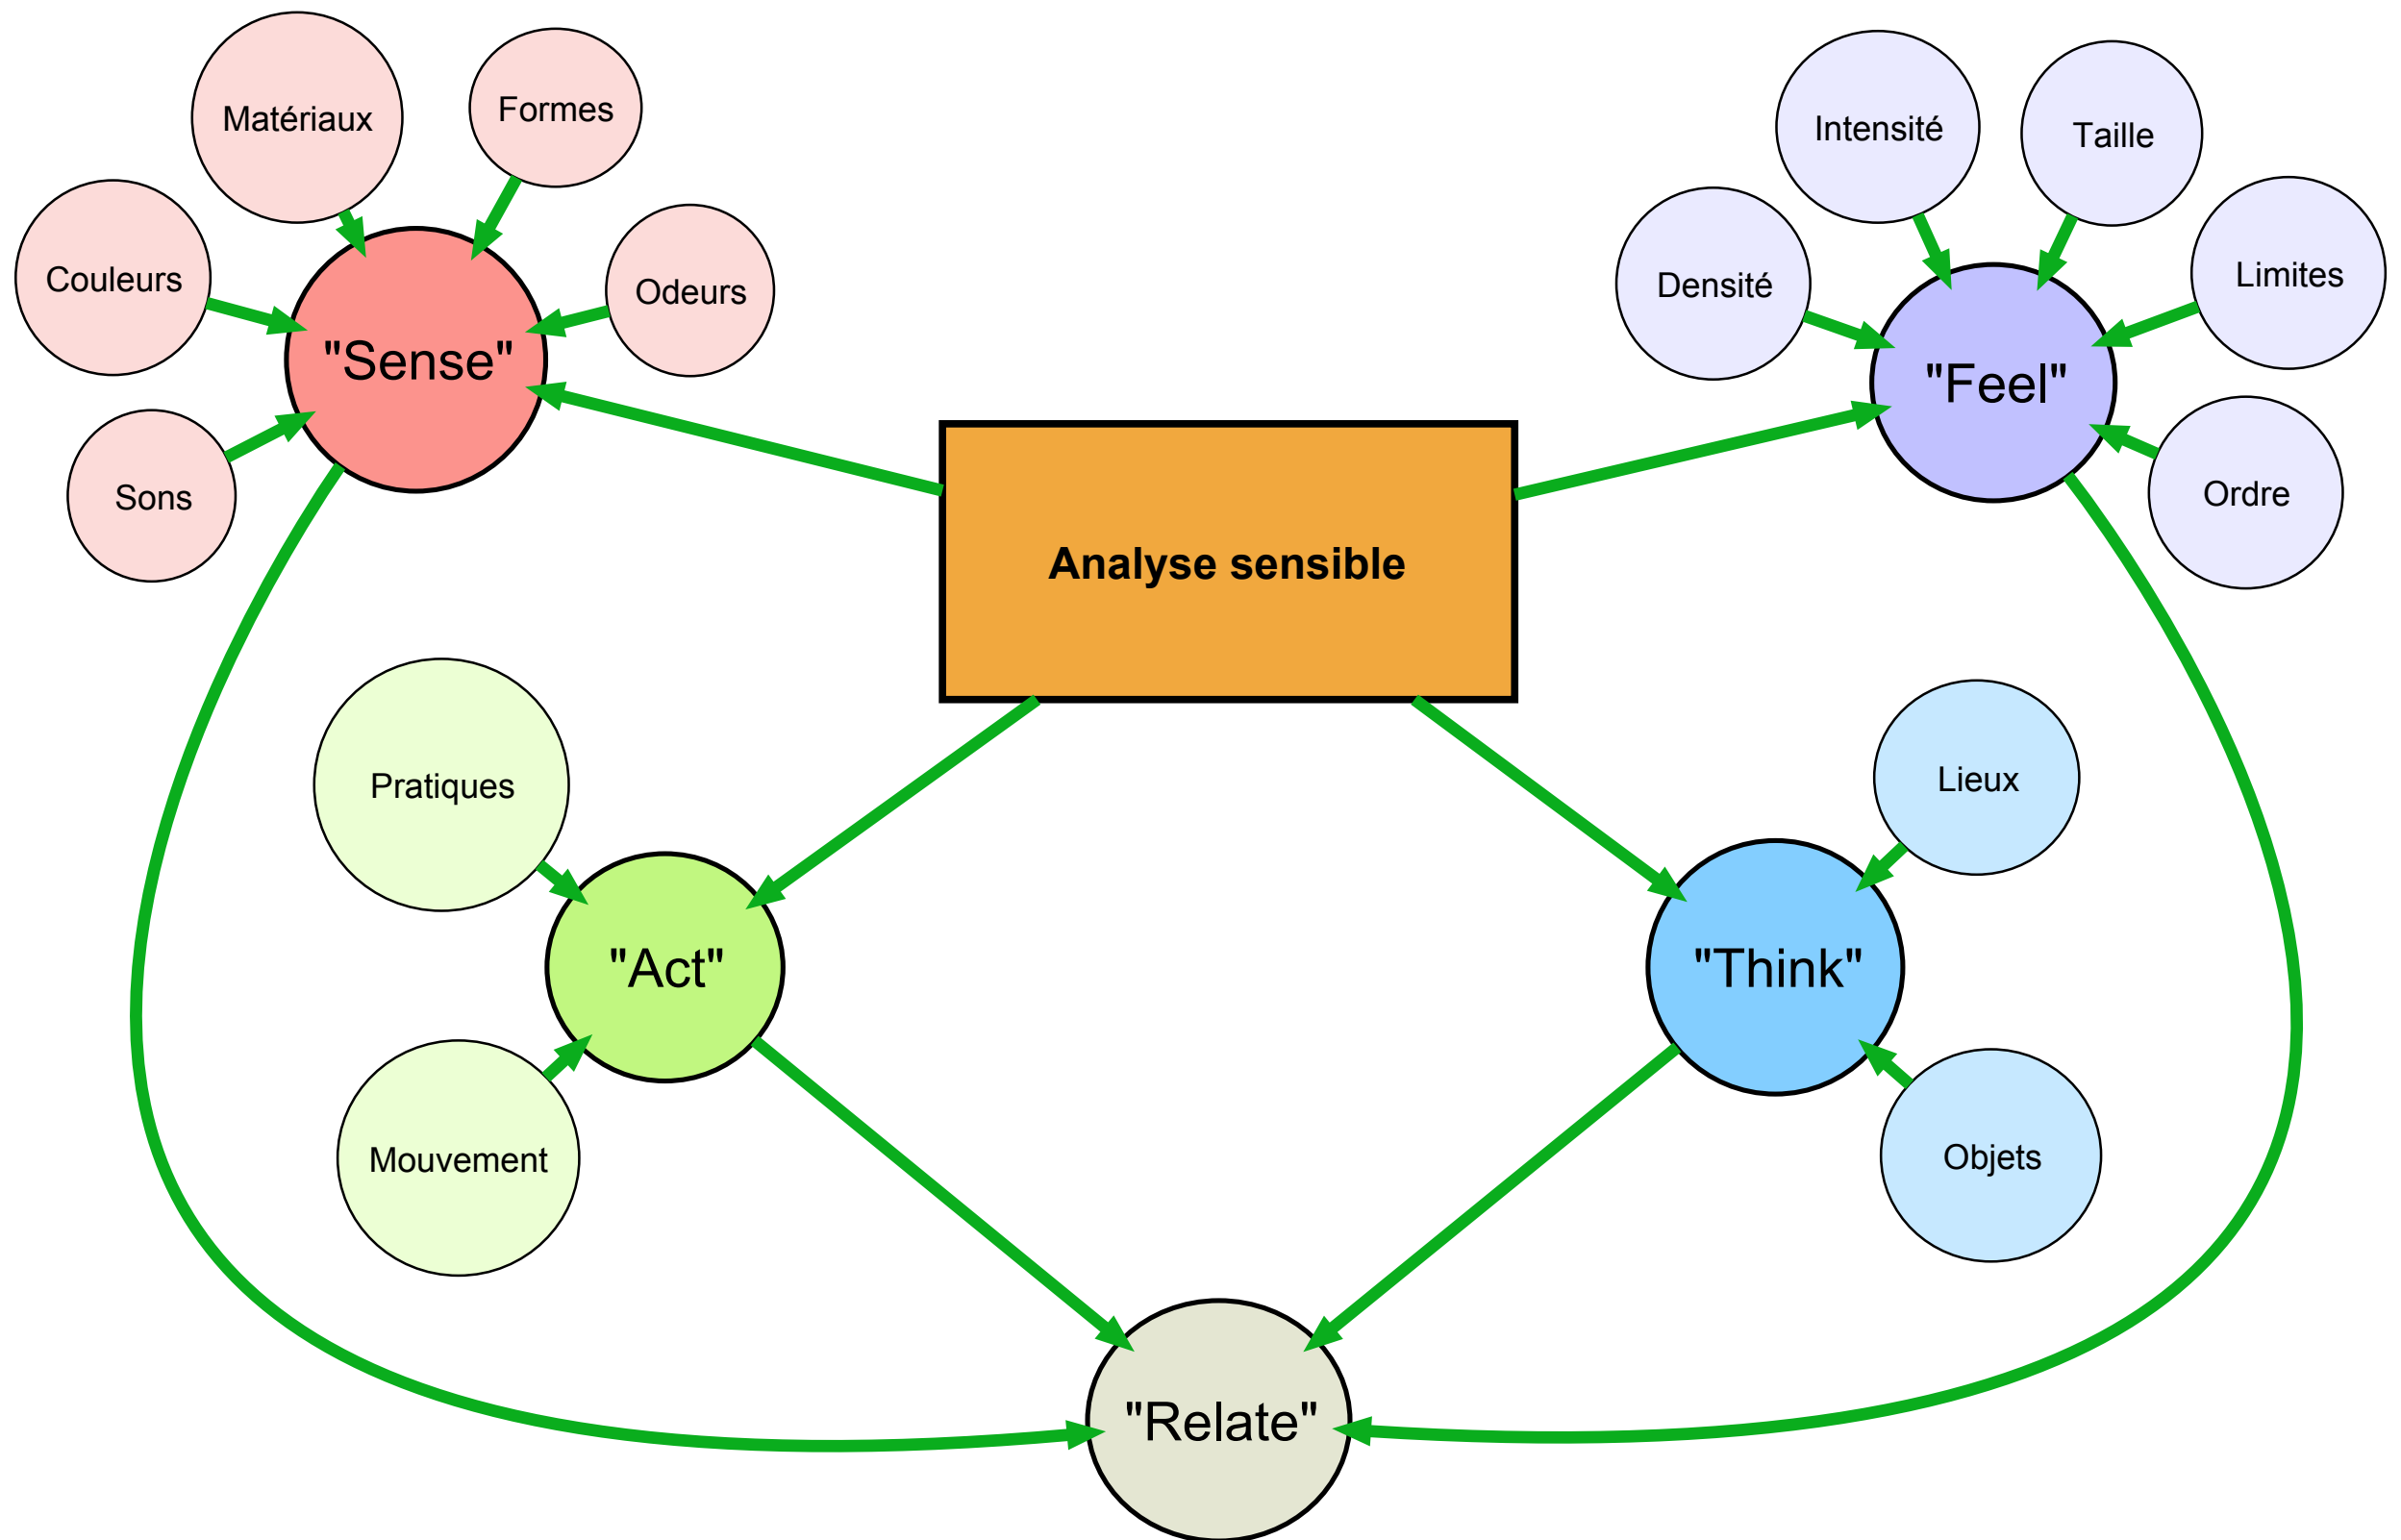 Matériaux
Formes
Couleurs
Odeurs
"Sense"
Sons
Intensité
Taille
Densité
Limites
"Feel"
Ordre
Analyse sensible
Pratiques
"Act"
Mouvement
Lieux
"Think"
Objets
"Relate"